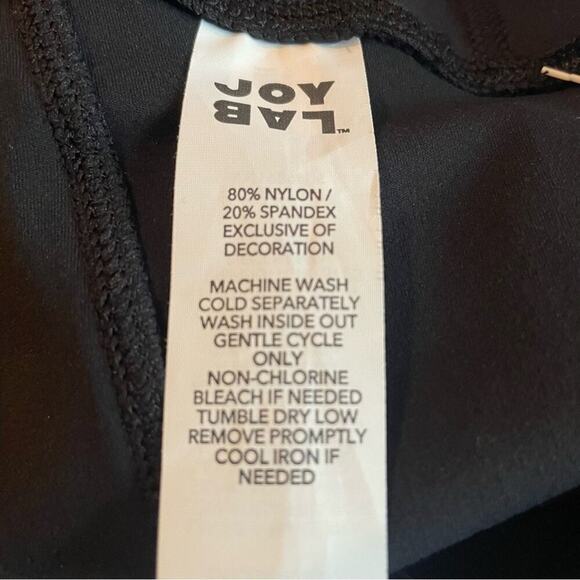 JOY
LAB™
80% NYLON /
20% SPANDEX
EXCLUSIVE OF
DECORATION
MACHINE WASH
COLD SEPARATELY
WASH INSIDE OUT
GENTLE CYCLE
ONLY
NON-CHLORINE
BLEACH IF NEEDED
TUMBLE DRY LOW
REMOVE PROMPTLY
COOL IRON IF
NEEDED